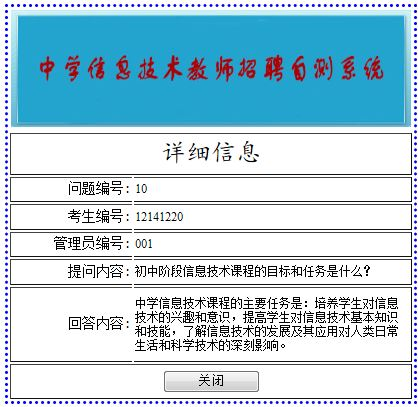 中学信息技术教师招聘自测系统
详细信息
问题编号: 10
考生编号: 12141220
管理员编号: 001
提问内容: 初中阶段信息技术课程的目标和任务是什么?
回答内容: 中学信息技术课程的主要任务是：培养学生对信息
技术的兴趣和意识，提高学生对信息技术基本知识
和技能，了解信息技术的发展及其应用对人类日常
生活和科学技术的深刻影响。
关闭